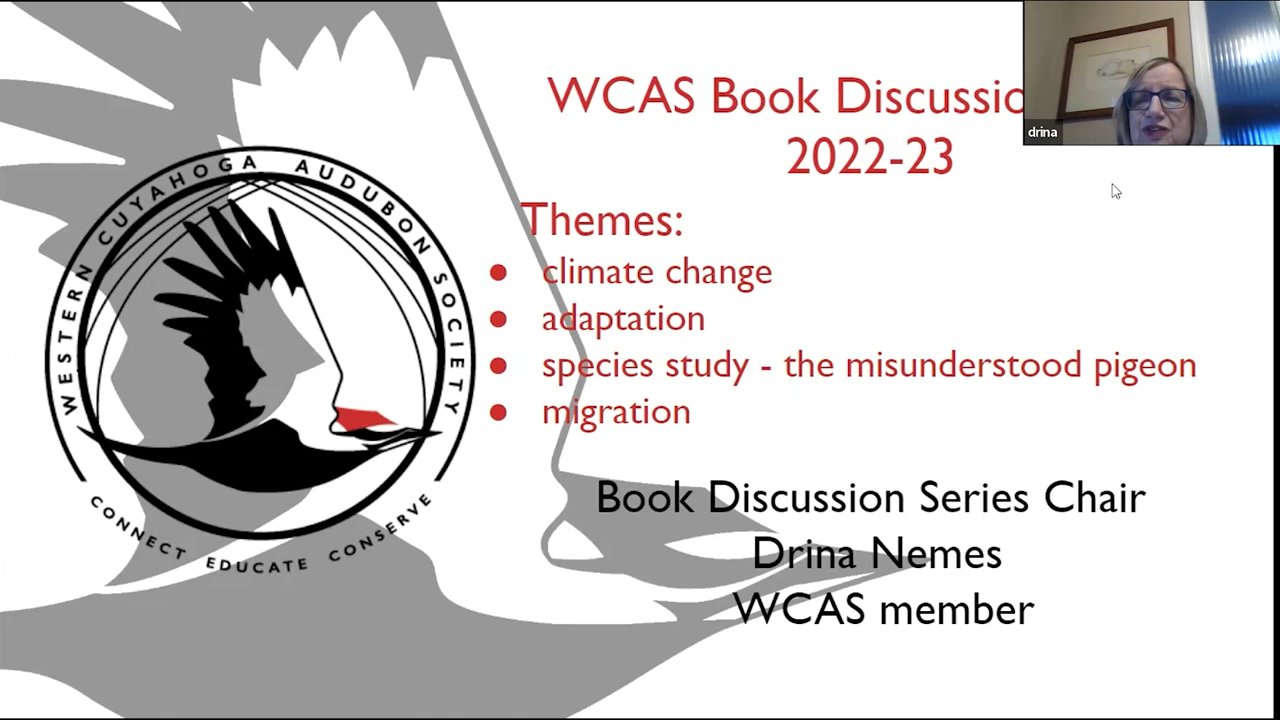 WCAS Book Discussio
2022-23
drina
Themes:
climate change
adaptation
species study - the misunderstood pigeon
migration
Book Discussion Series Chair
Drina Nemes
WCAS member
WESTERN CUYAHOGA AUDUBON SOCIETY
CONNECT EDUCATE CONSERVE